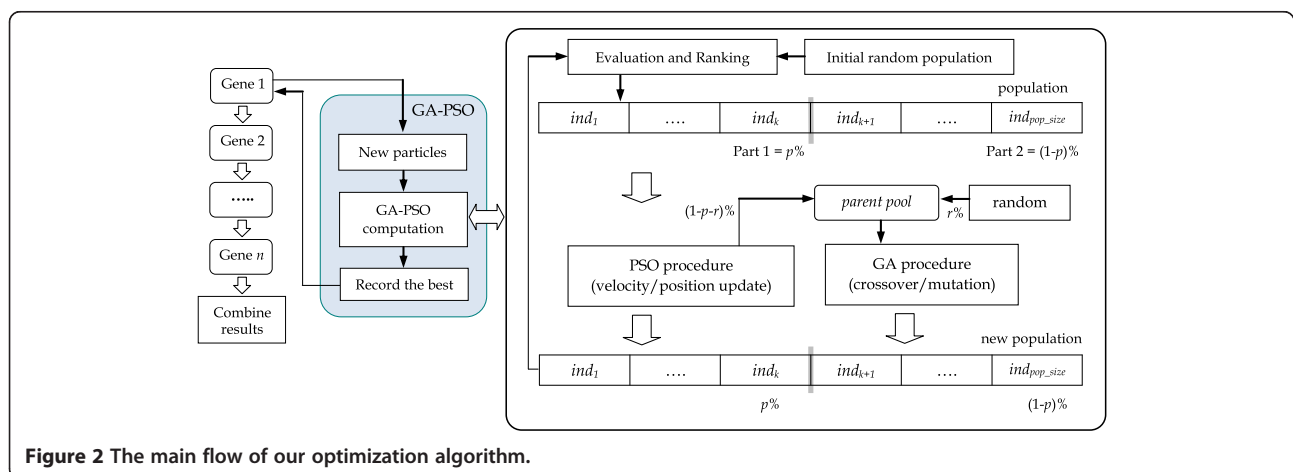 Gene 1
Gene 2
…..
Gene n
Combine
results
GA-PSO
New particles
GA-PSO
computation
Record the best
Evaluation and Ranking
Initial random population
population
ind1 …. indk indk+1 …. indpop_size
Part 1 = p%
Part 2 = (1-p)%
(1-p-r)%
parent pool
r%
random
PSO procedure
(velocity/position update)
GA procedure
(crossover/mutation)
new population
ind1 …. indk indk+1 …. indpop_size
p%
(1-p)%
Figure 2 The main flow of our optimization algorithm.